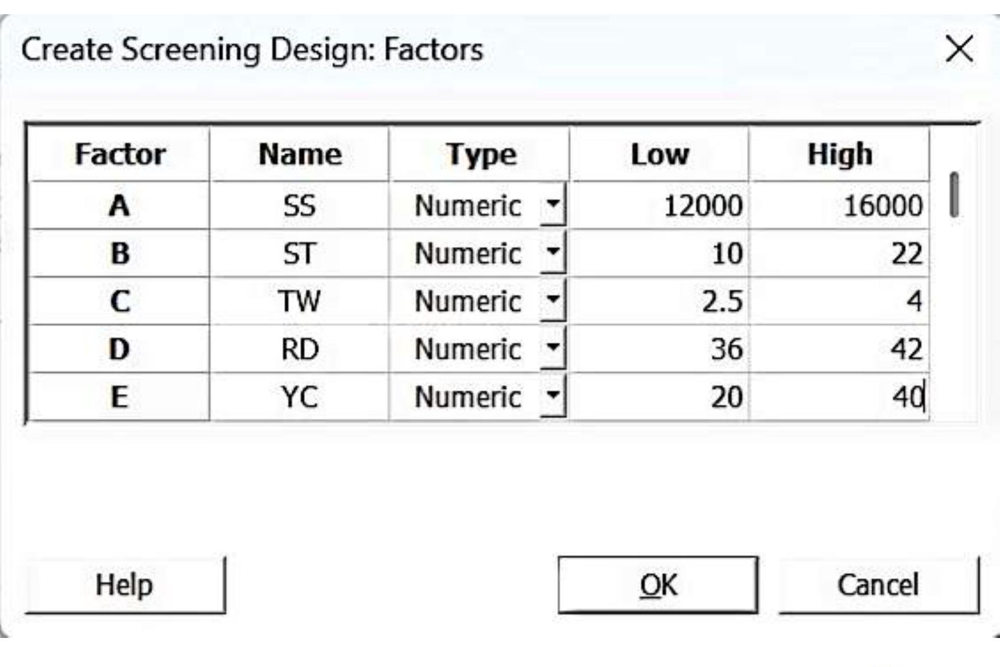 Create Screening Design: Factors
Factor Name Type Low High
A SS Numeric 12000 16000
B ST Numeric 10 22
C TW Numeric 2.5 4
D RD Numeric 36 42
E YC Numeric 20 40
Help OK Cancel